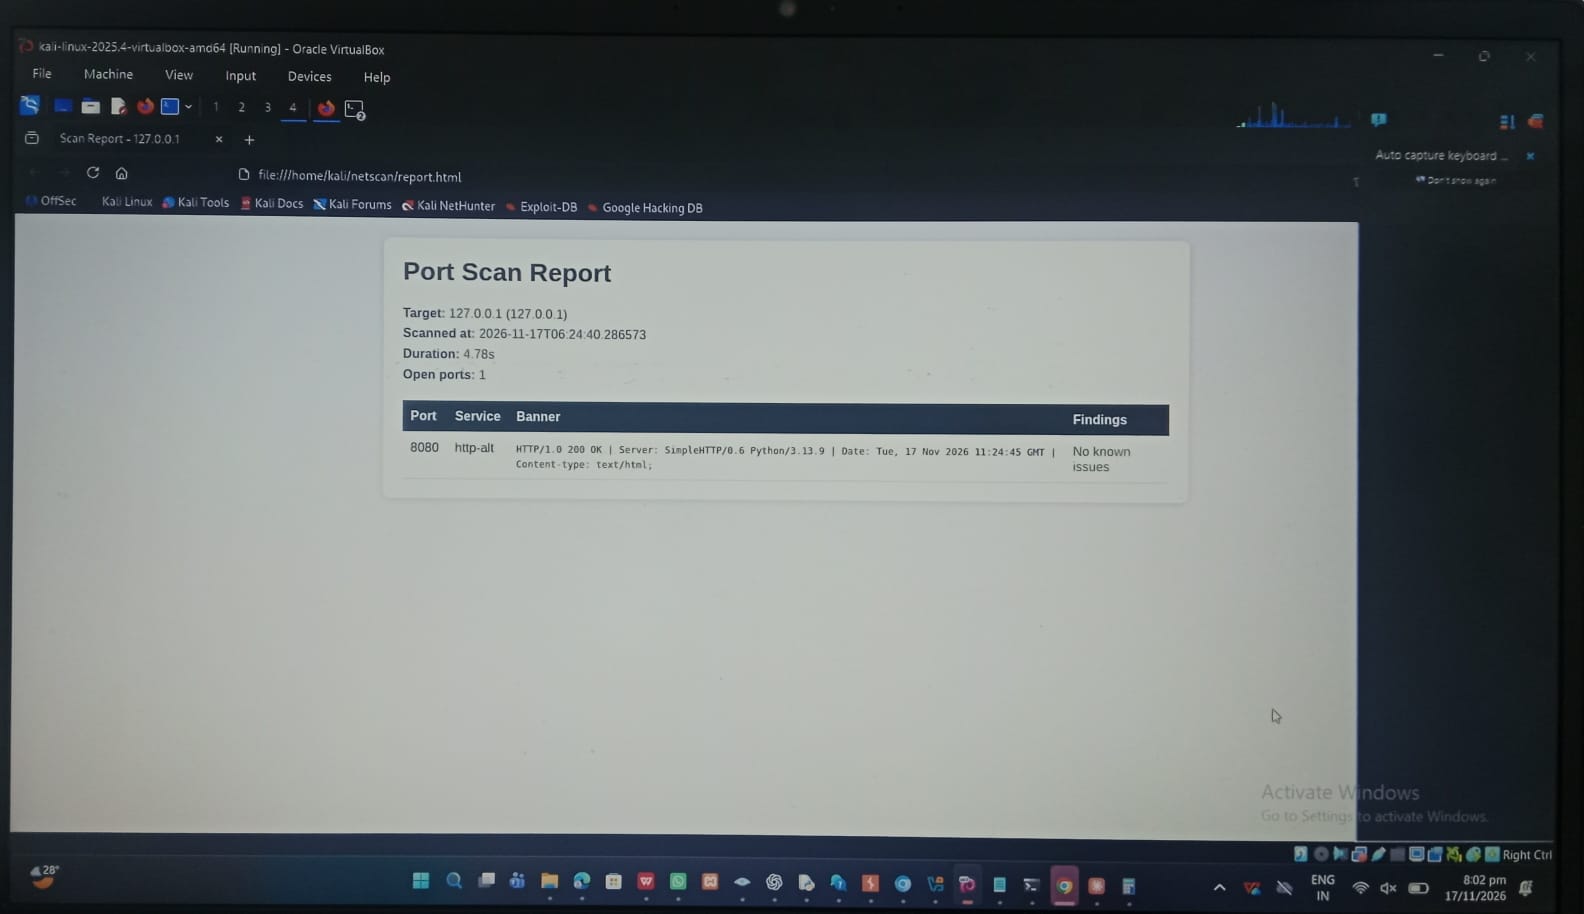 kali-linux-2025.4-virtualbox-amd64 [Running] - Oracle VirtualBox
File Machine View Input Devices Help
1 2 3 4
Scan Report - 127.0.0.1
Auto capture keyboard ...
file:///home/kali/netscan/report.html
Don't show again
OffSec Kali Linux Kali Tools Kali Docs Kali Forums Kali NetHunter Exploit-DB Google Hacking DB
Port Scan Report
Target: 127.0.0.1 (127.0.0.1)
Scanned at: 2026-11-17T06:24:40.286573
Duration: 4.78s
Open ports: 1
Port Service Banner Findings
8080 http-alt HTTP/1.0 200 OK | Server: SimpleHTTP/0.6 Python/3.13.9 | Date: Tue, 17 Nov 2026 11:24:45 GMT | No known
Content-type: text/html; issues
Activate Windows
Go to Settings to activate Windows.
Right Ctrl
28°
ENG
IN
8:02 pm
17/11/2026